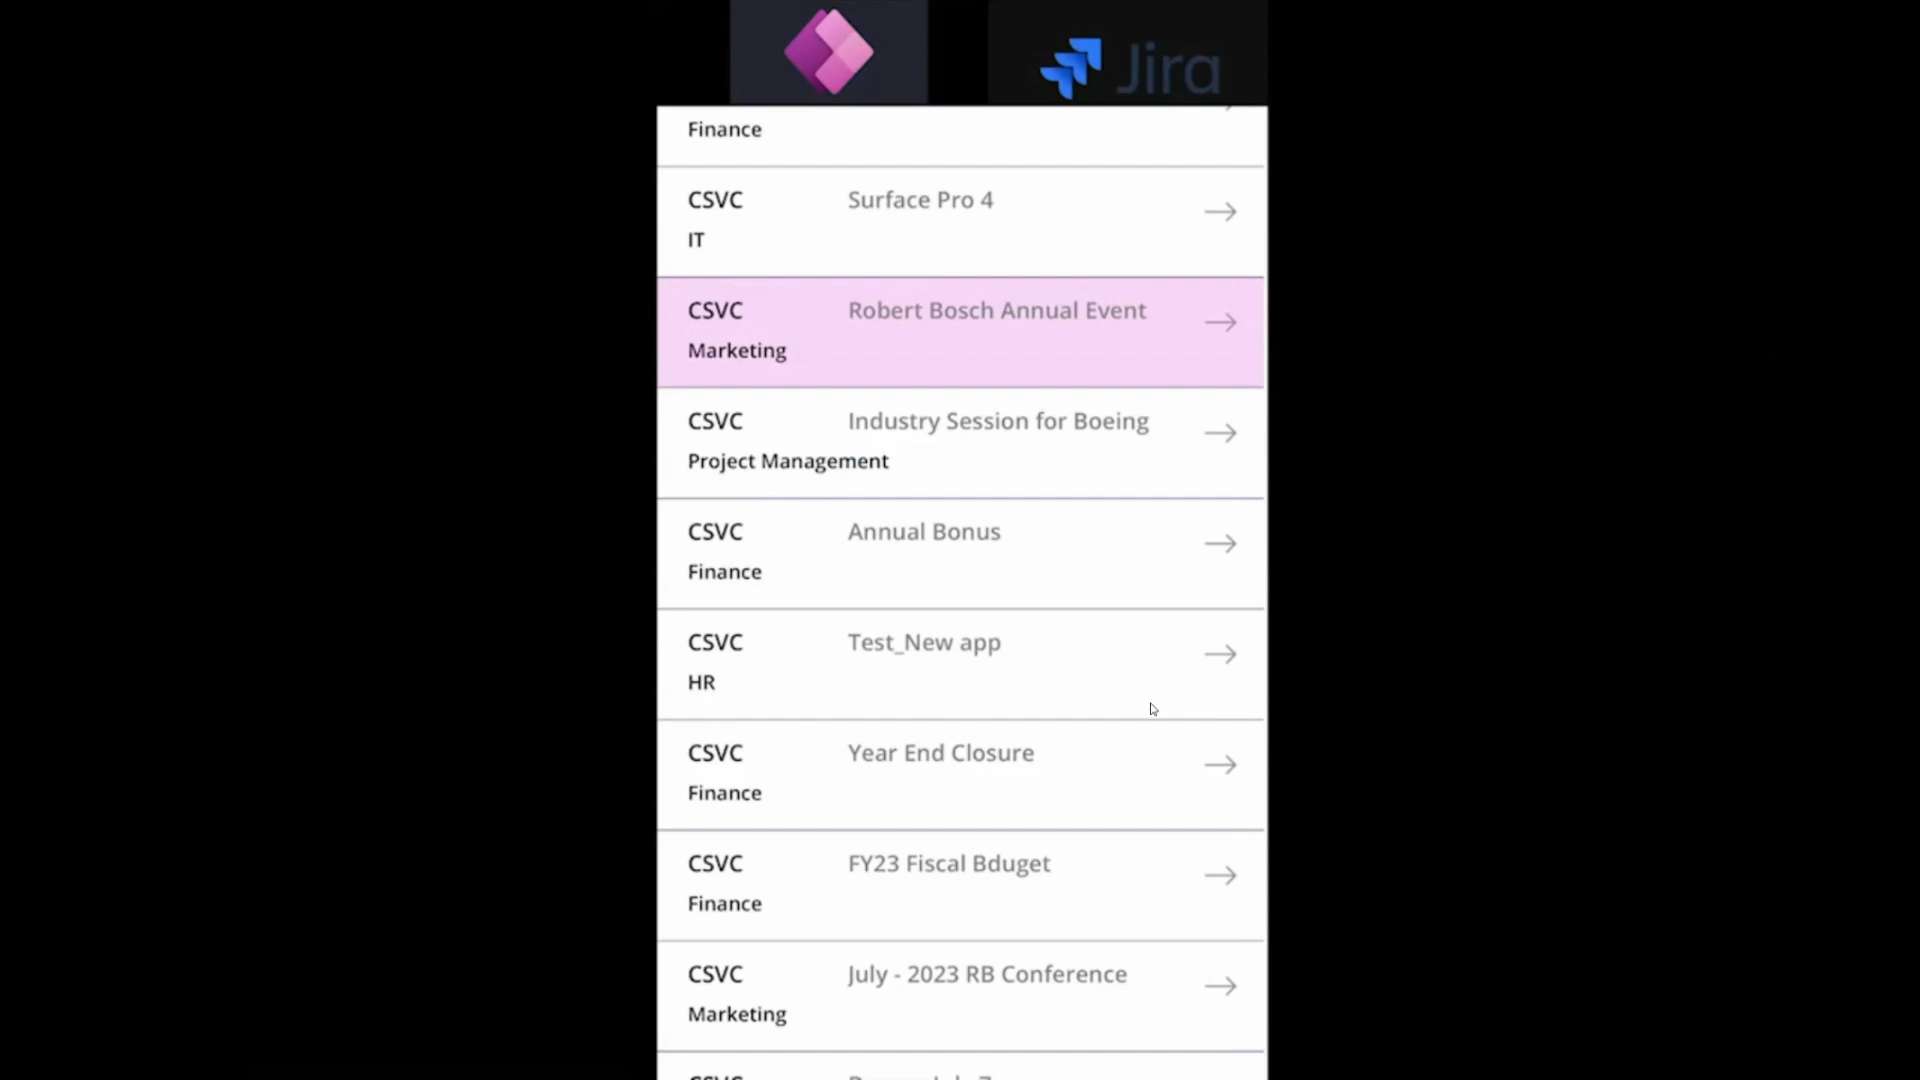 Jira
Finance
CSVC Surface Pro 4
IT
CSVC Robert Bosch Annual Event
Marketing
CSVC Industry Session for Boeing
Project Management
CSVC Annual Bonus
Finance
CSVC Test_New app
HR
CSVC Year End Closure
Finance
CSVC FY23 Fiscal Bduget
Finance
CSVC July - 2023 RB Conference
Marketing
CSVC